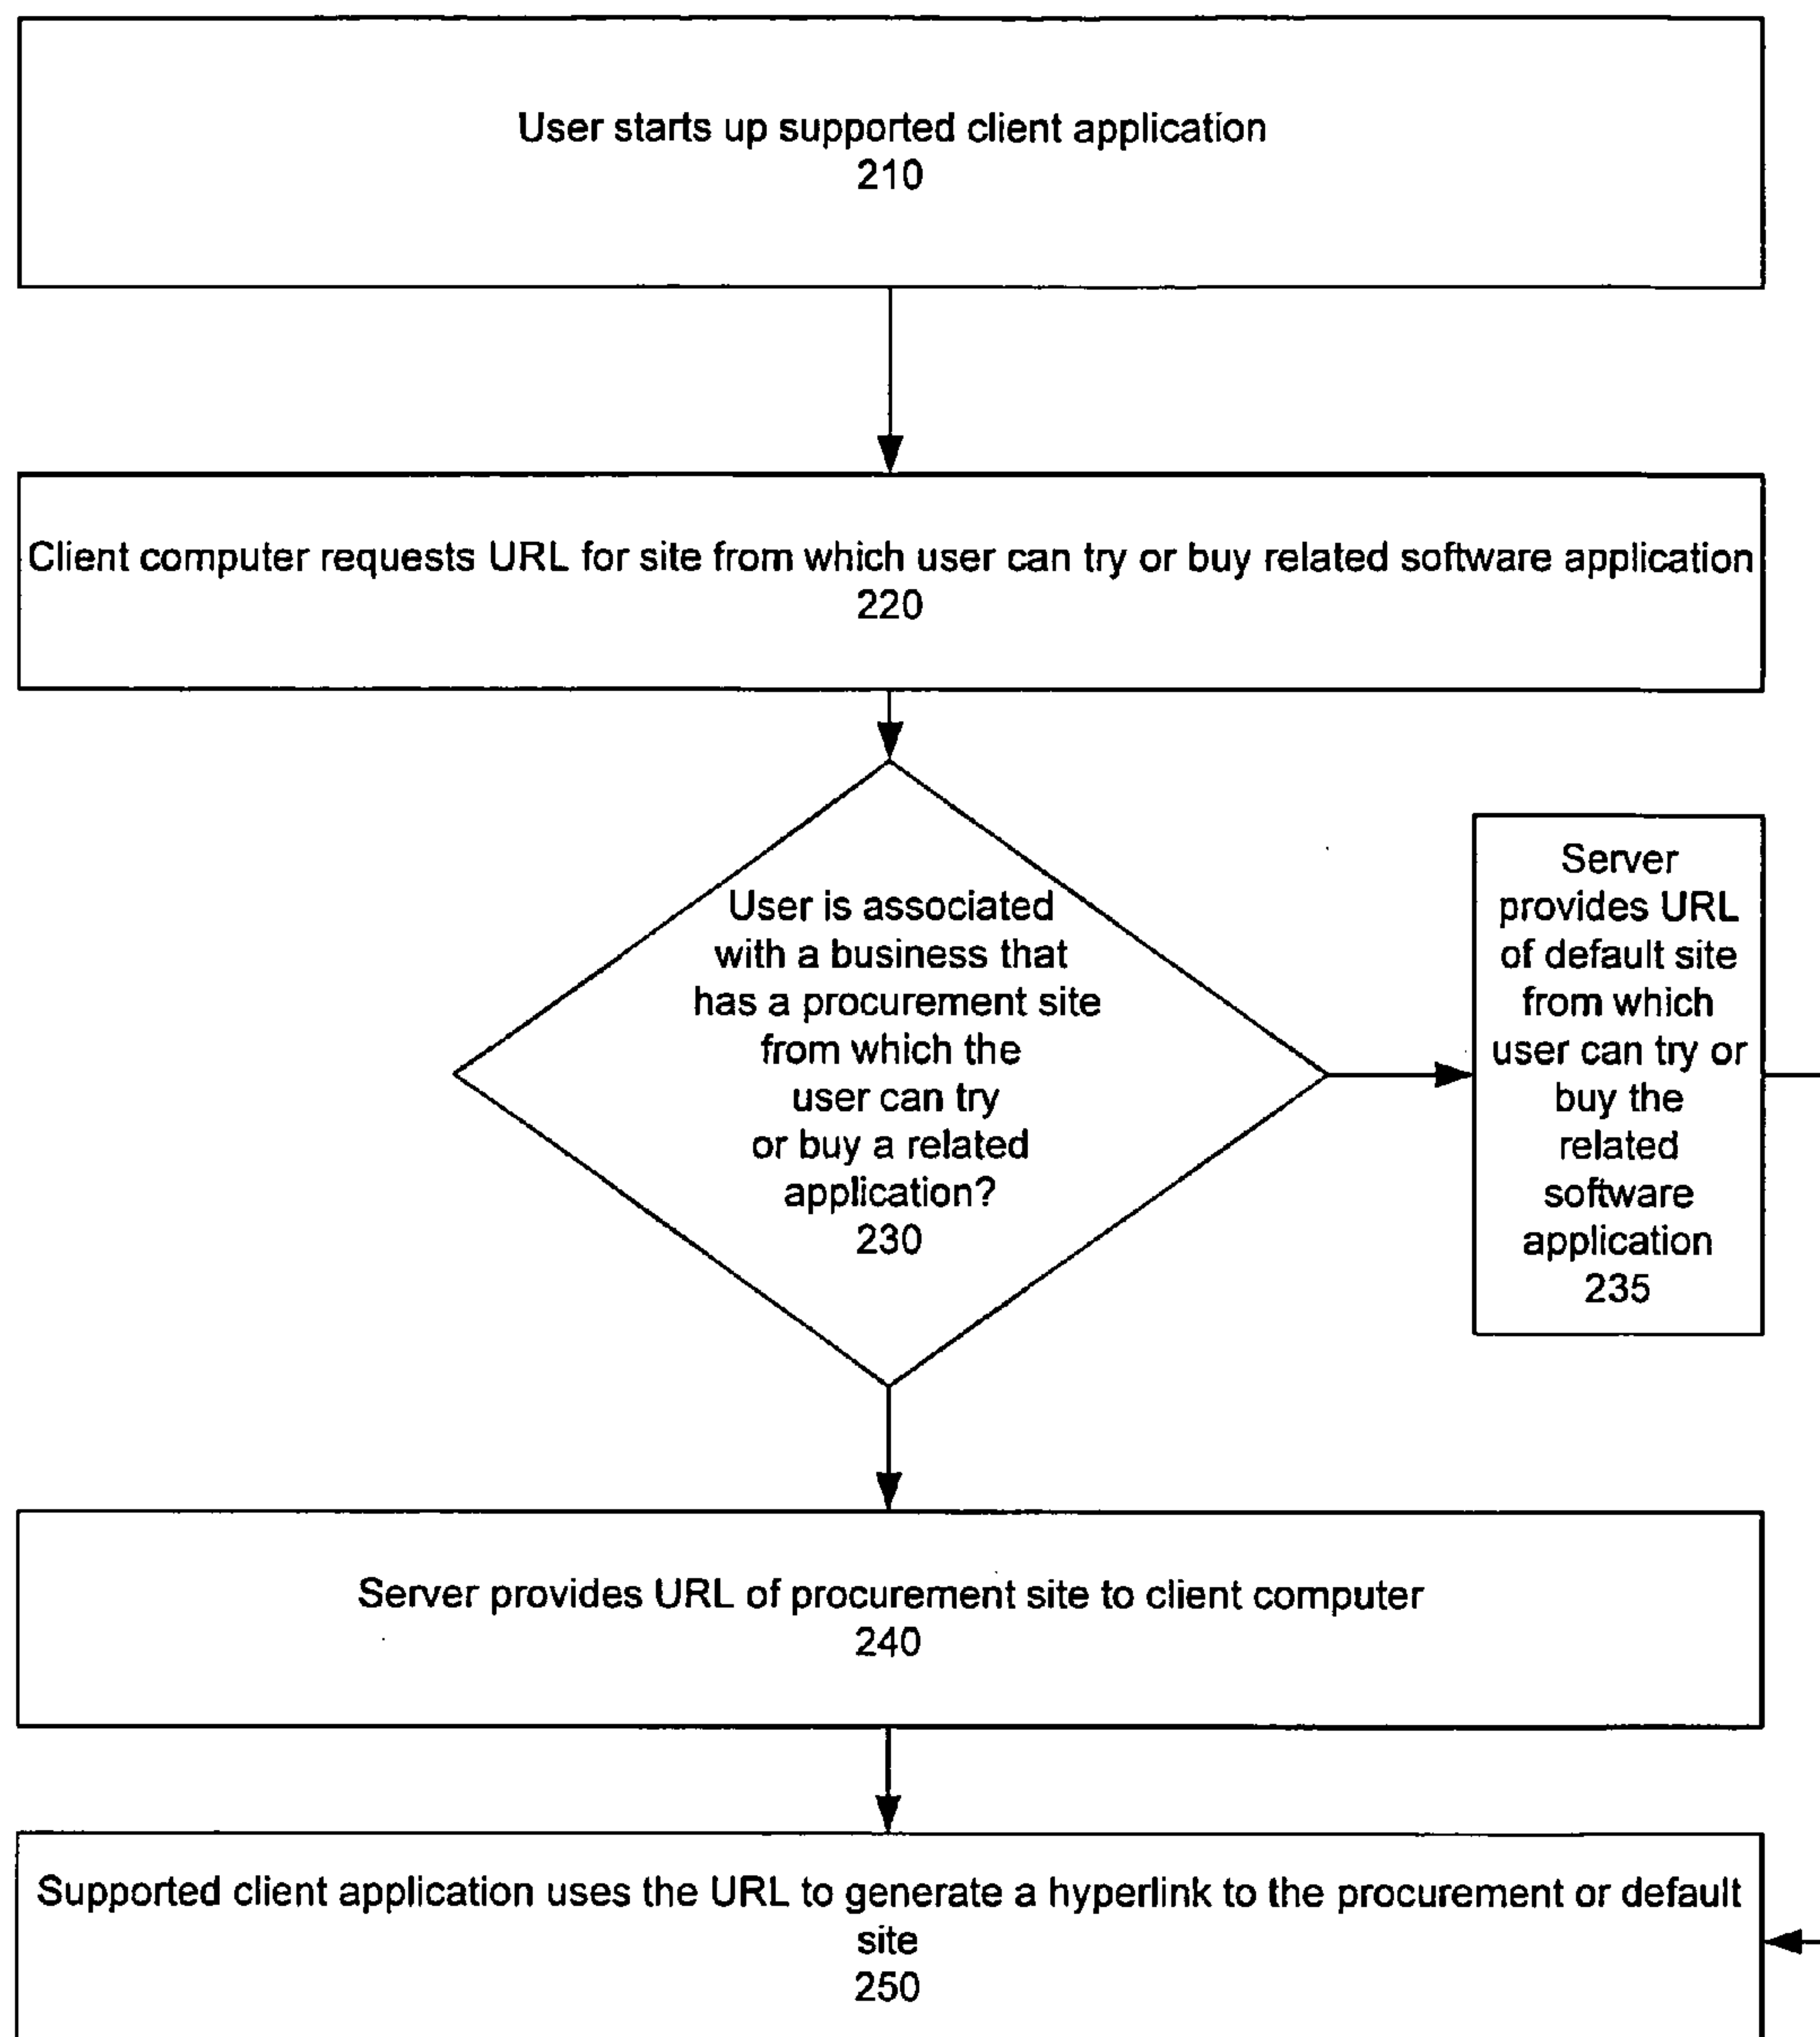 User starts up supported client application
210
Client computer requests URL for site from which user can try or buy related software application
220
User is associated
with a business that
has a procurement site
from which the
user can try
or buy a related
application?
230
Server
provides URL
of default site
from which
user can try or
buy the
related
software
application
235
Server provides URL of procurement site to client computer
240
Supported client application uses the URL to generate a hyperlink to the procurement or default
site
250